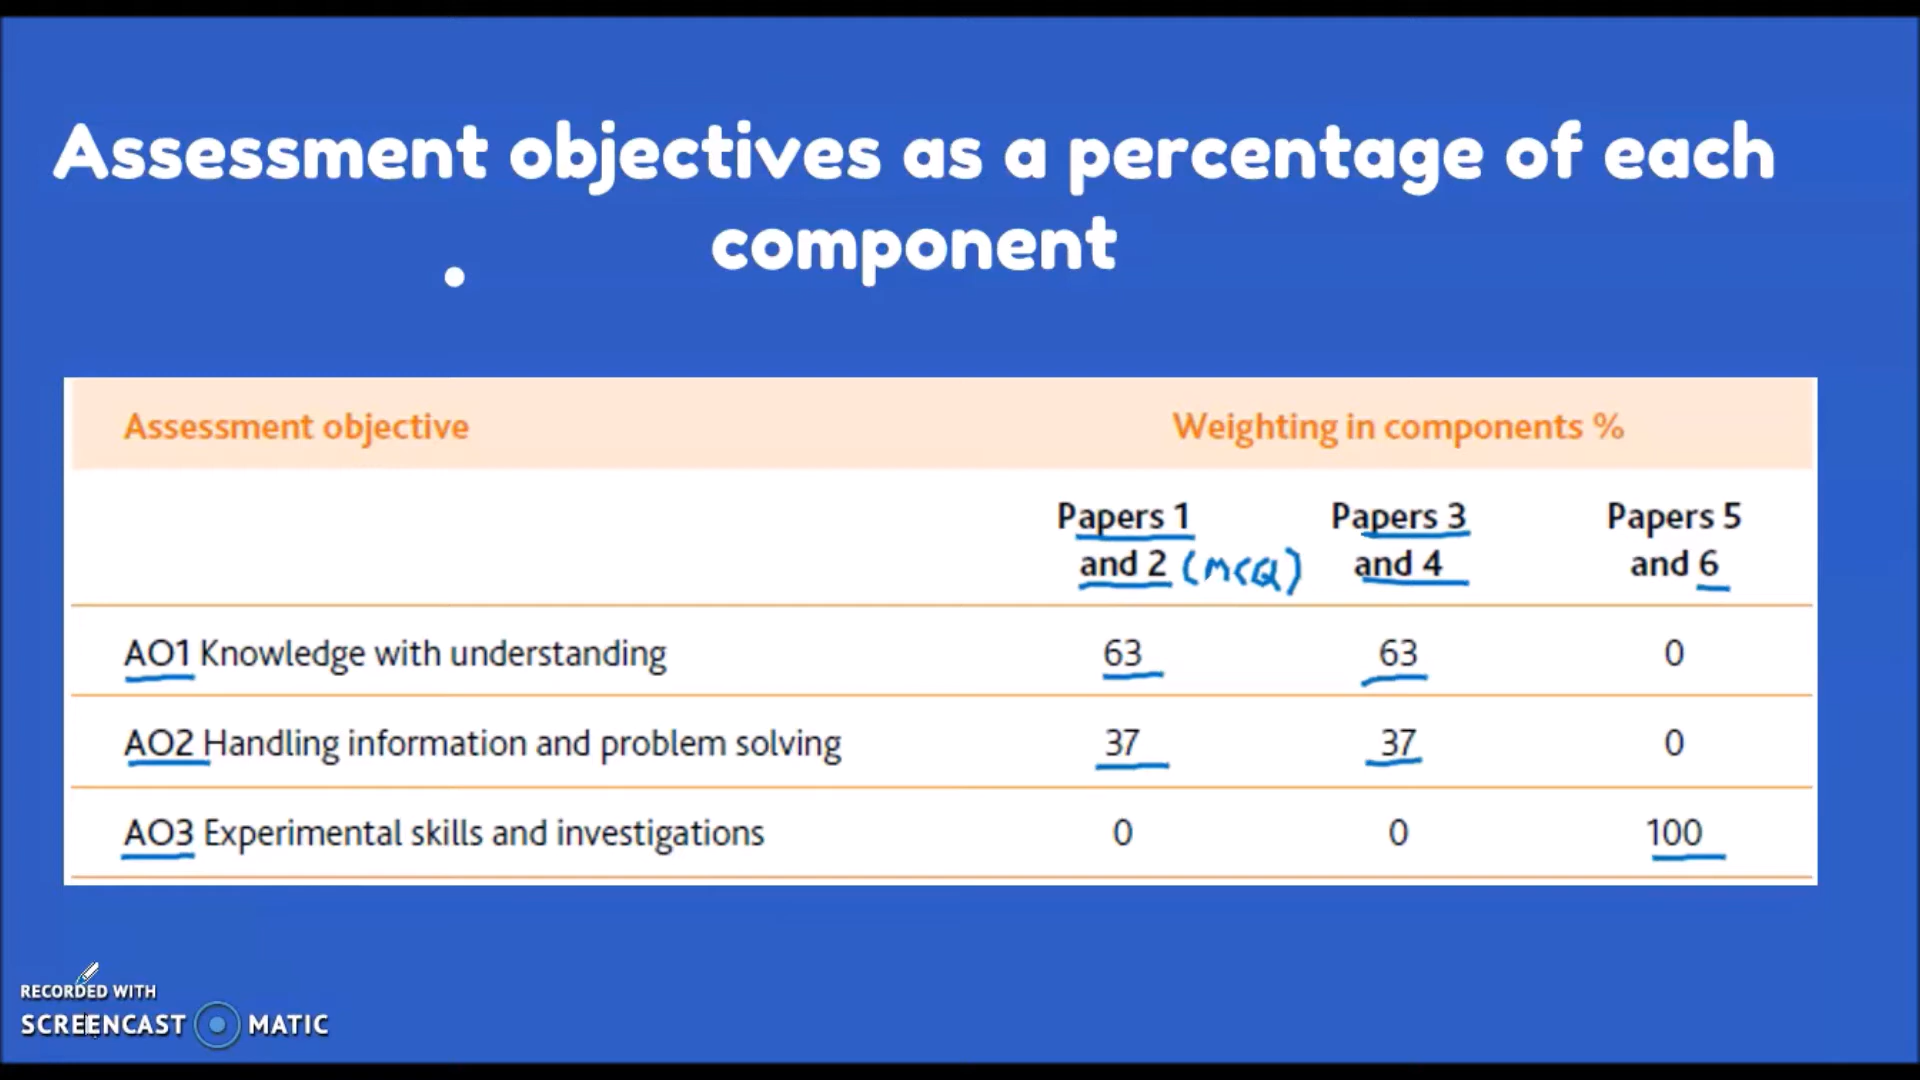 Assessment objectives as a percentage of each
component
.
Assessment objective Weighting in components %
Papers 1 Papers 3 Papers 5
and 2 (MCQ) and 4 and 6
AO1 Knowledge with understanding 63 63 0
AO2 Handling information and problem solving 37 37 0
AO3 Experimental skills and investigations 0 0 100
RECORDED WITH
SCREENCAST MATIC